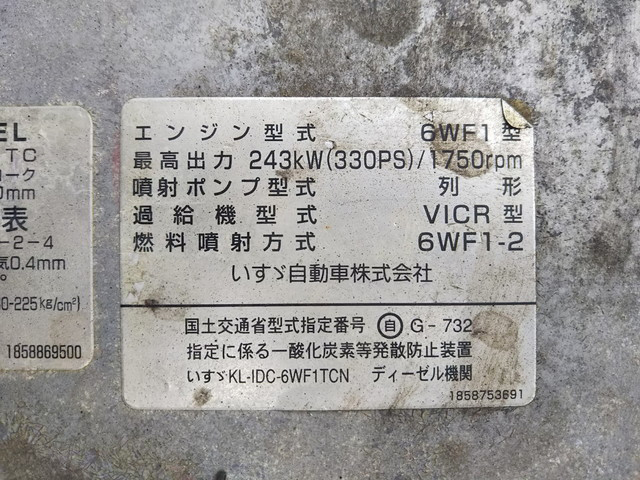 EL
TC
ーク
0mm
表
-2-4
気0.4mm
0-225kg/cm²)
1858869500
エンジン型式 6WF1型
最高出力 243kW(330PS)/1750rpm
噴射ポンプ型式 列形
過給機型式 VICR型
燃料噴射方式 6WF1-2
いすゞ自動車株式会社
国土交通省型式指定番号 自 G-732
指定に係る一酸化炭素等発散防止装置
いすゞKL-IDC-6WF1TCN ディーゼル機関
1858753691